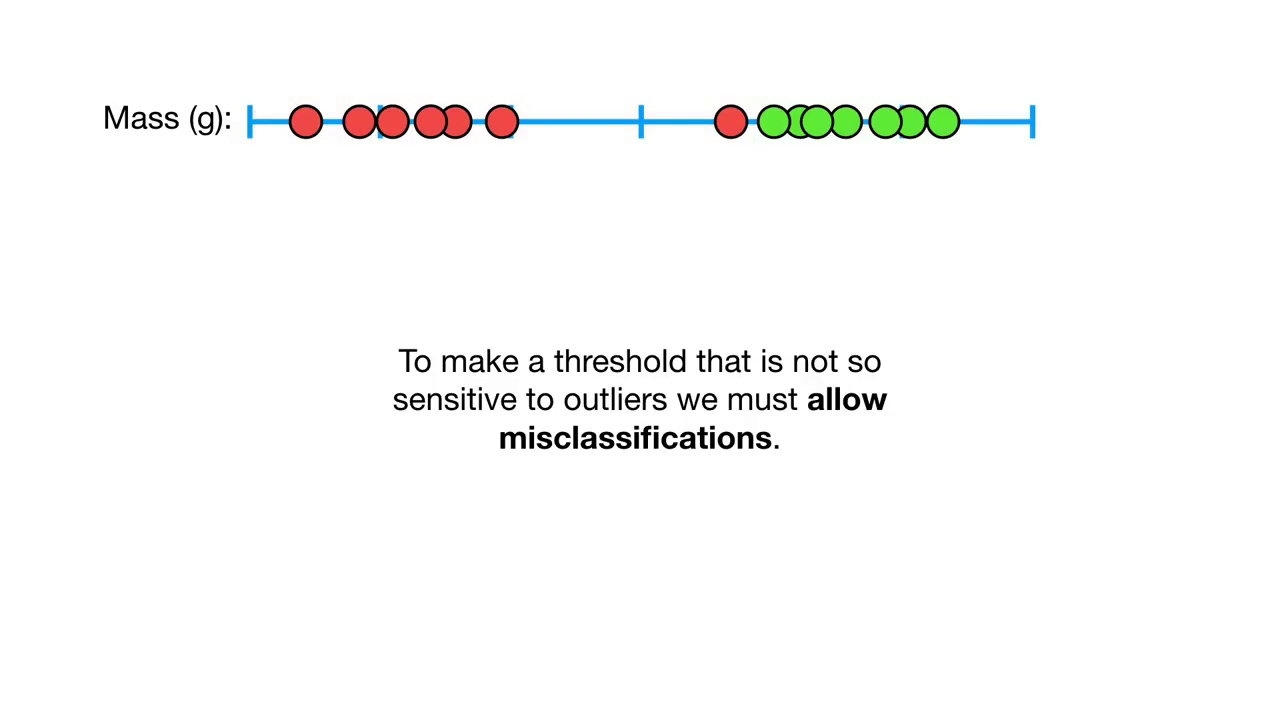 Mass (g):
To make a threshold that is not so
sensitive to outliers we must allow
misclassifications.